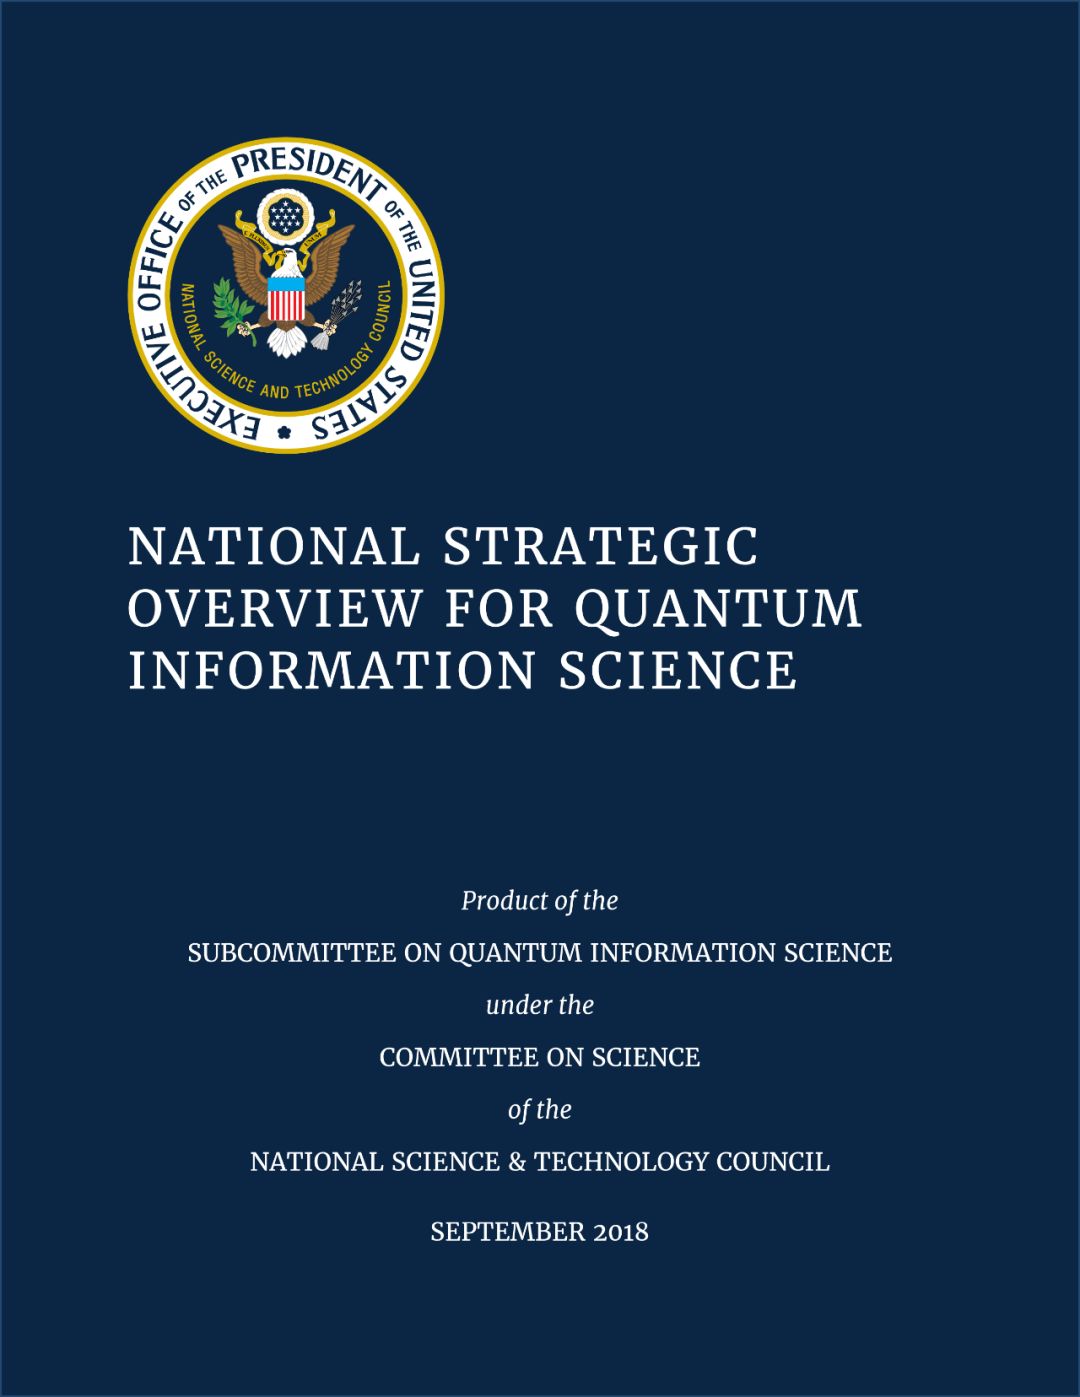 EXECUTIVE OFFICE OF THE PRESIDENT OF THE UNITED STATES
NATIONAL SCIENCE AND TECHNOLOGY COUNCIL
NATIONAL STRATEGIC
OVERVIEW FOR QUANTUM
INFORMATION SCIENCE
Product of the
SUBCOMMITTEE ON QUANTUM INFORMATION SCIENCE
under the
COMMITTEE ON SCIENCE
of the
NATIONAL SCIENCE & TECHNOLOGY COUNCIL
SEPTEMBER 2018